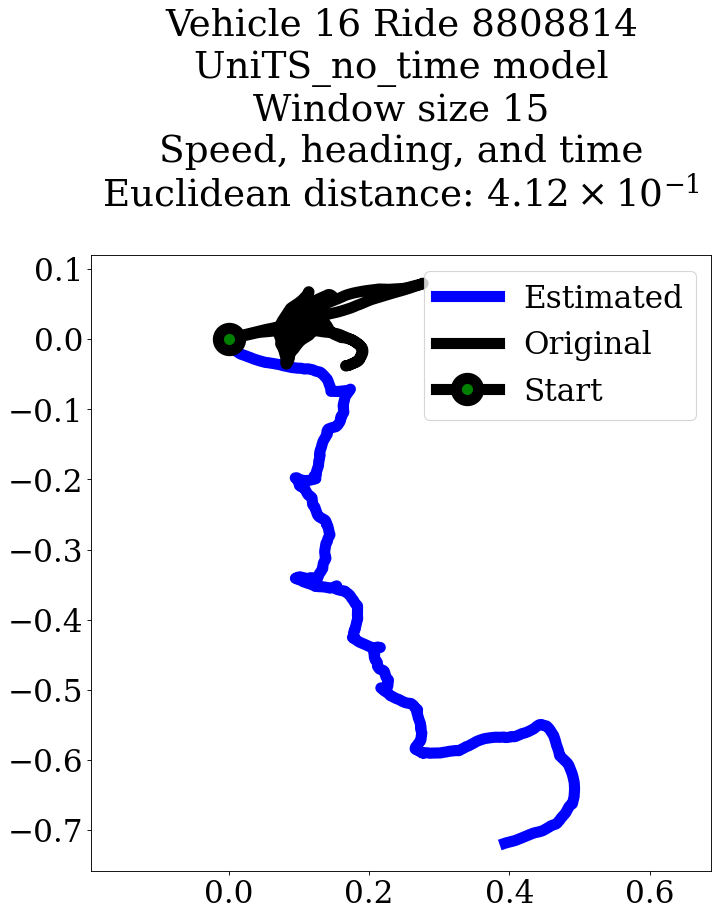 Vehicle 16 Ride 8808814
UniTS_no_time model
Window size 15
Speed, heading, and time
Euclidean distance: 4.12 × 10⁻¹
0.1
Estimated
0.0
Original
Start
−0.1
−0.2
−0.3
−0.4
−0.5
−0.6
−0.7
0.0 0.2 0.4 0.6